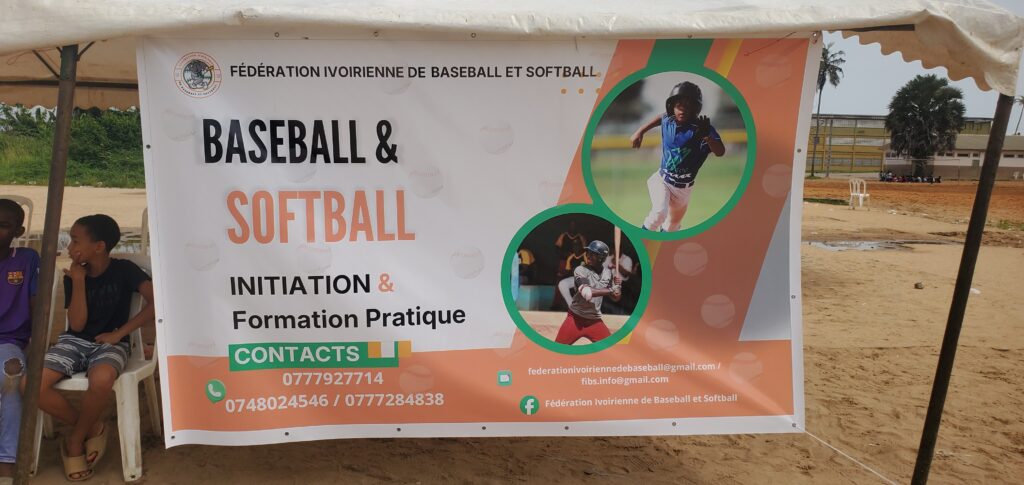 FÉDÉRATION IVOIRIENNE DE BASEBALL ET SOFTBALL
BASEBALL &
SOFTBALL
INITIATION &
Formation Pratique
CONTACTS
0777927714
0748024546 / 0777284838
federationivoiriennedebaseball@gmail.com /
fibs.info@gmail.com
Fédération Ivoirienne de Baseball et Softball